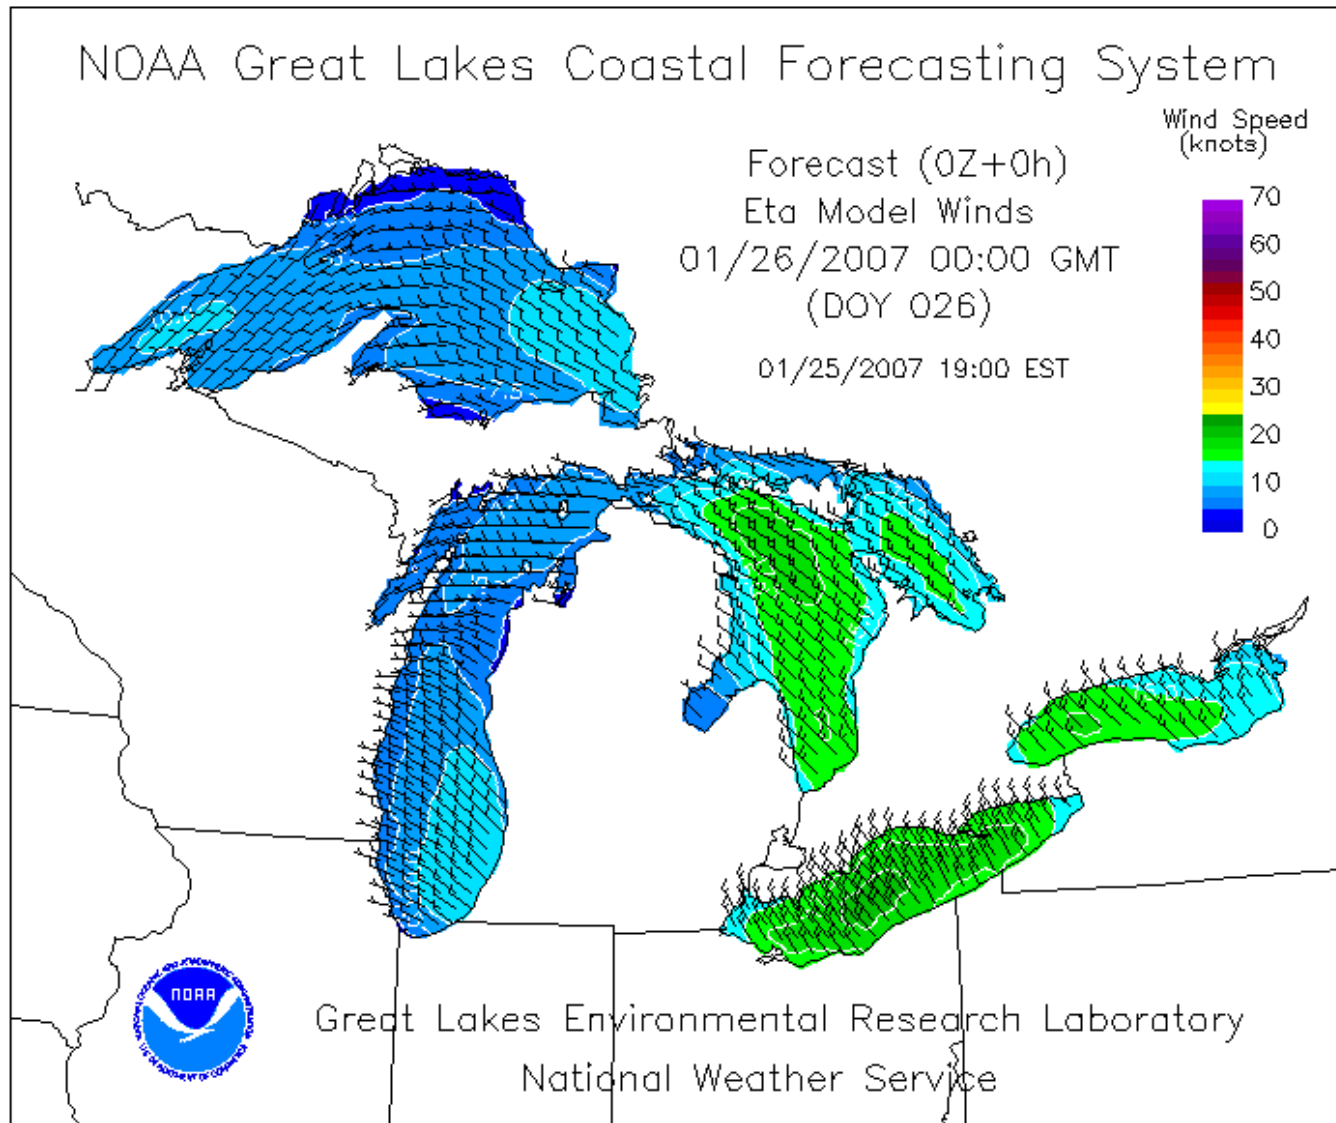 NOAA Great Lakes Coastal Forecasting System
Wind Speed
(knots)
Forecast (0Z+0h)
Eta Model Winds
01/26/2007 00:00 GMT
(DOY 026)
01/25/2007 19:00 EST
70
60
50
40
30
20
10
0
NOAA
Great Lakes Environmental Research Laboratory
National Weather Service